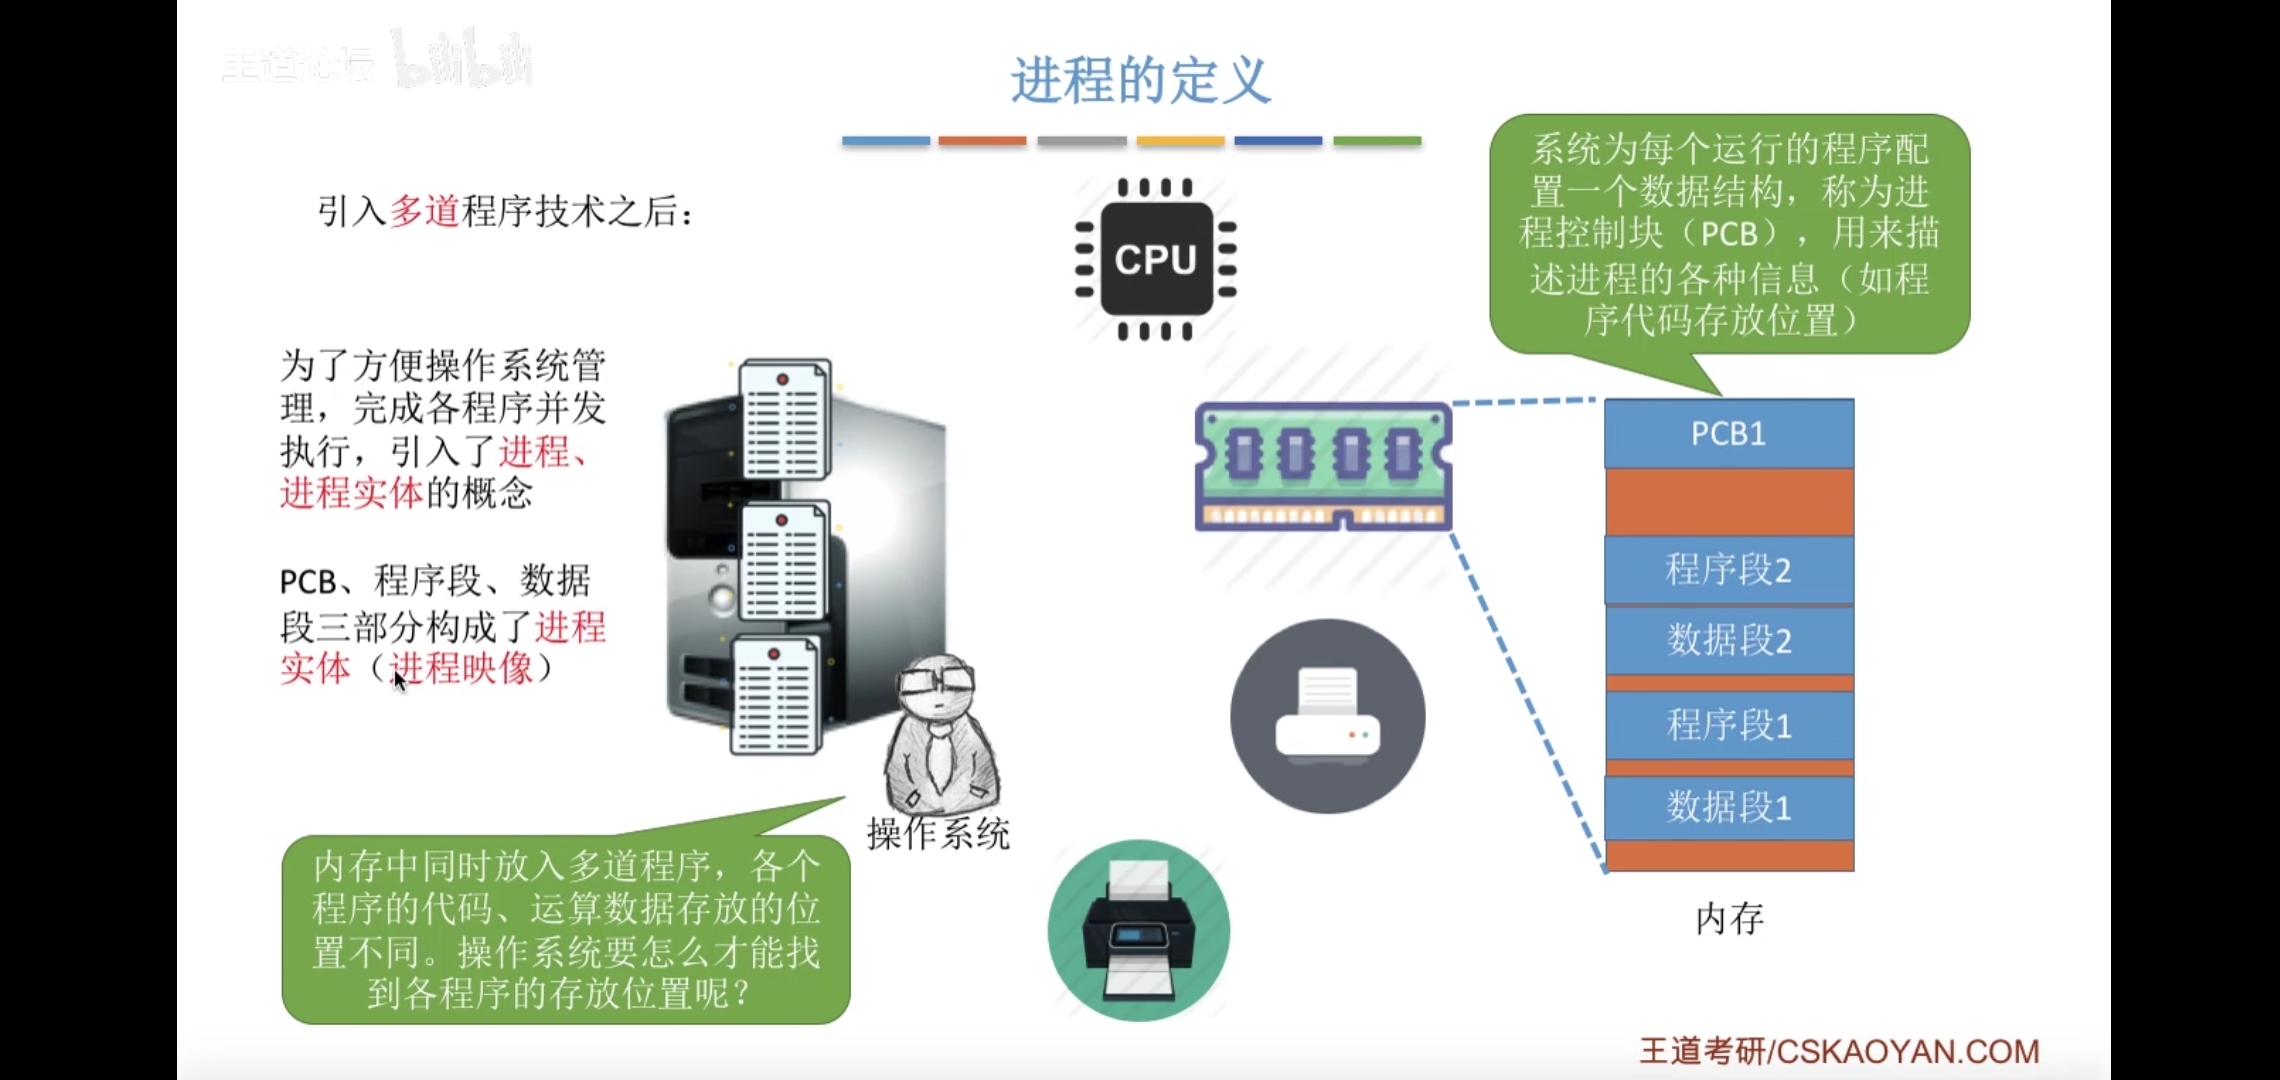 王道论坛 bilibili
进程的定义
引入多道程序技术之后：
为了方便操作系统管
理，完成各程序并发
执行，引入了进程、
进程实体的概念
PCB、程序段、数据
段三部分构成了进程
实体（进程映像）
内存中同时放入多道程序，各个
程序的代码、运算数据存放的位
置不同。操作系统要怎么才能找
到各程序的存放位置呢？
操作系统
CPU
系统为每个运行的程序配
置一个数据结构，称为进
程控制块（PCB），用来描
述进程的各种信息（如程
序代码存放位置）
PCB1
程序段2
数据段2
程序段1
数据段1
内存
王道考研/CSKAOYAN.COM